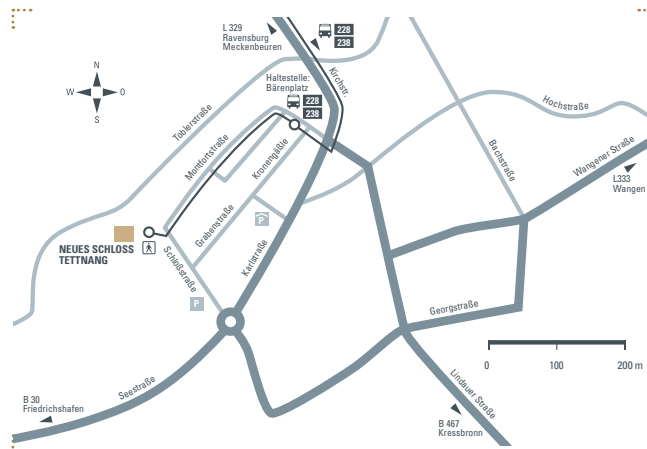 L 329
Ravensburg
Meckenbeuren
228
238
Kirchstr.
N
W
O
S
Haltestelle:
Bärenplatz
228
238
Toblerstraße
Montfortstraße
Kronengäßle
Hochstraße
Bachstraße
Wangener Straße
L333
Wangen
Grabenstraße
P
Karlstraße
NEUES SCHLOSS
TETTNANG
Schloßstraße
P
Georgstraße
0
100
200 m
Seestraße
Lindauer Straße
B 30
Friedrichshafen
B 467
Kressbronn